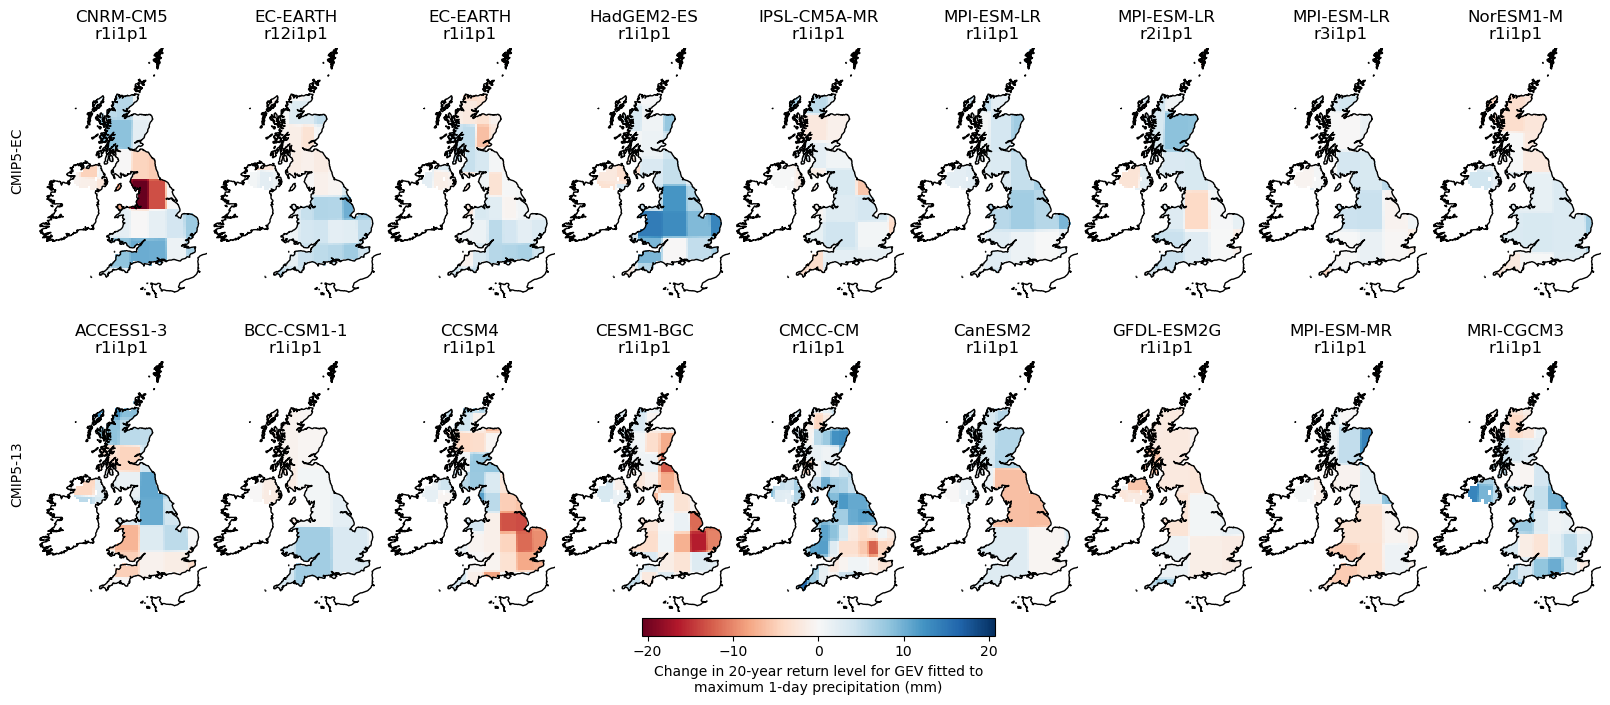 CNRM-CM5 EC-EARTH EC-EARTH HadGEM2-ES IPSL-CM5A-MR MPI-ESM-LR MPI-ESM-LR MPI-ESM-LR NorESM1-M
r1i1p1 r12i1p1 r1i1p1 r1i1p1 r1i1p1 r1i1p1 r2i1p1 r3i1p1 r1i1p1
CMIP5-EC
ACCESS1-3 BCC-CSM1-1 CCSM4 CESM1-BGC CMCC-CM CanESM2 GFDL-ESM2G MPI-ESM-MR MRI-CGCM3
r1i1p1 r1i1p1 r1i1p1 r1i1p1 r1i1p1 r1i1p1 r1i1p1 r1i1p1 r1i1p1
CMIP5-13
−20 −10 0 10 20
Change in 20-year return level for GEV fitted to
maximum 1-day precipitation (mm)